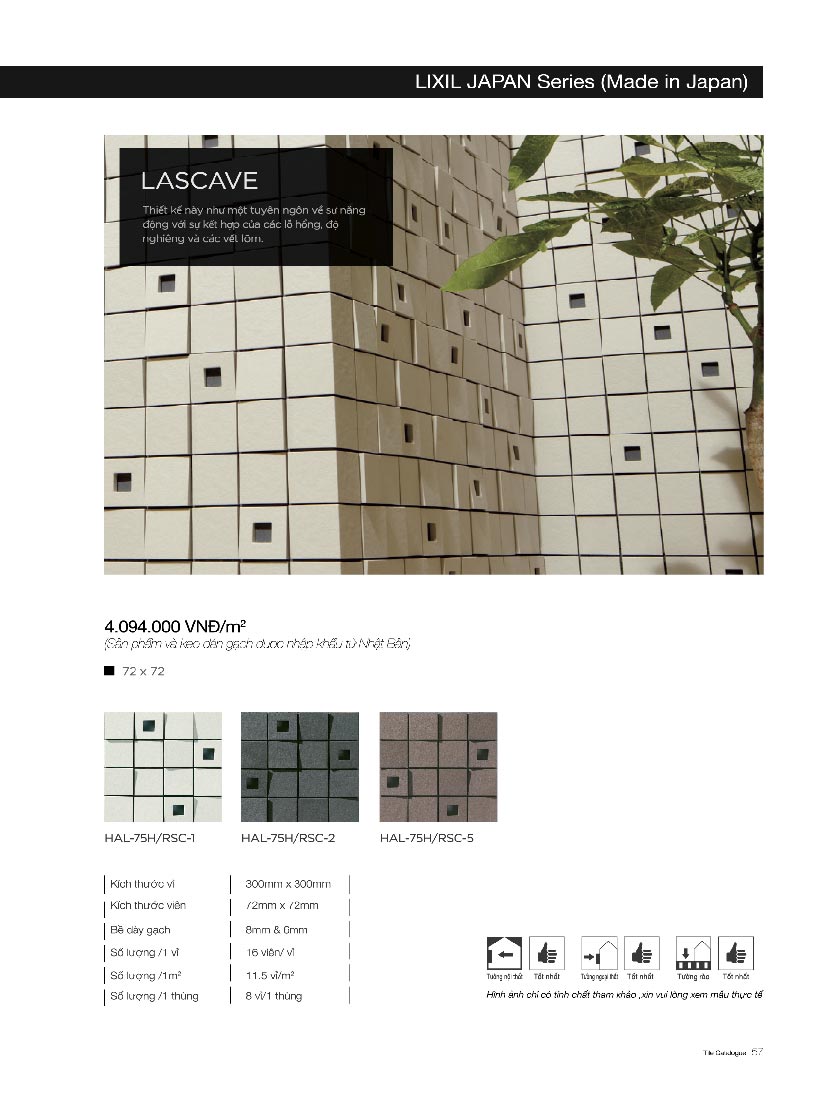 LIXIL JAPAN Series (Made in Japan)
LASCAVE
Thiết kế này như một tuyên ngôn về sự năng
động với sự kết hợp của các lỗ hổng, độ
nghiêng và các vết lõm.
4.094.000 VNĐ/m²
(Sản phẩm và keo dán gạch được nhập khẩu từ Nhật Bản)
72 x 72
HAL-75H/RSC-1 HAL-75H/RSC-2 HAL-75H/RSC-5
Kích thước vỉ 300mm x 300mm
Kích thước viên 72mm x 72mm
Bề dày gạch 8mm & 6mm
Số lượng /1 vỉ 16 viên/ vỉ
Số lượng /1m² 11.5 vỉ/m²
Số lượng /1 thùng 8 vỉ/1 thùng
Tường nội thất Tốt nhất Tường ngoại thất Tốt nhất Tường rào Tốt nhất
Hình ảnh chỉ có tính chất tham khảo ,xin vui lòng xem mẫu thực tế
Tile Catalogue 57